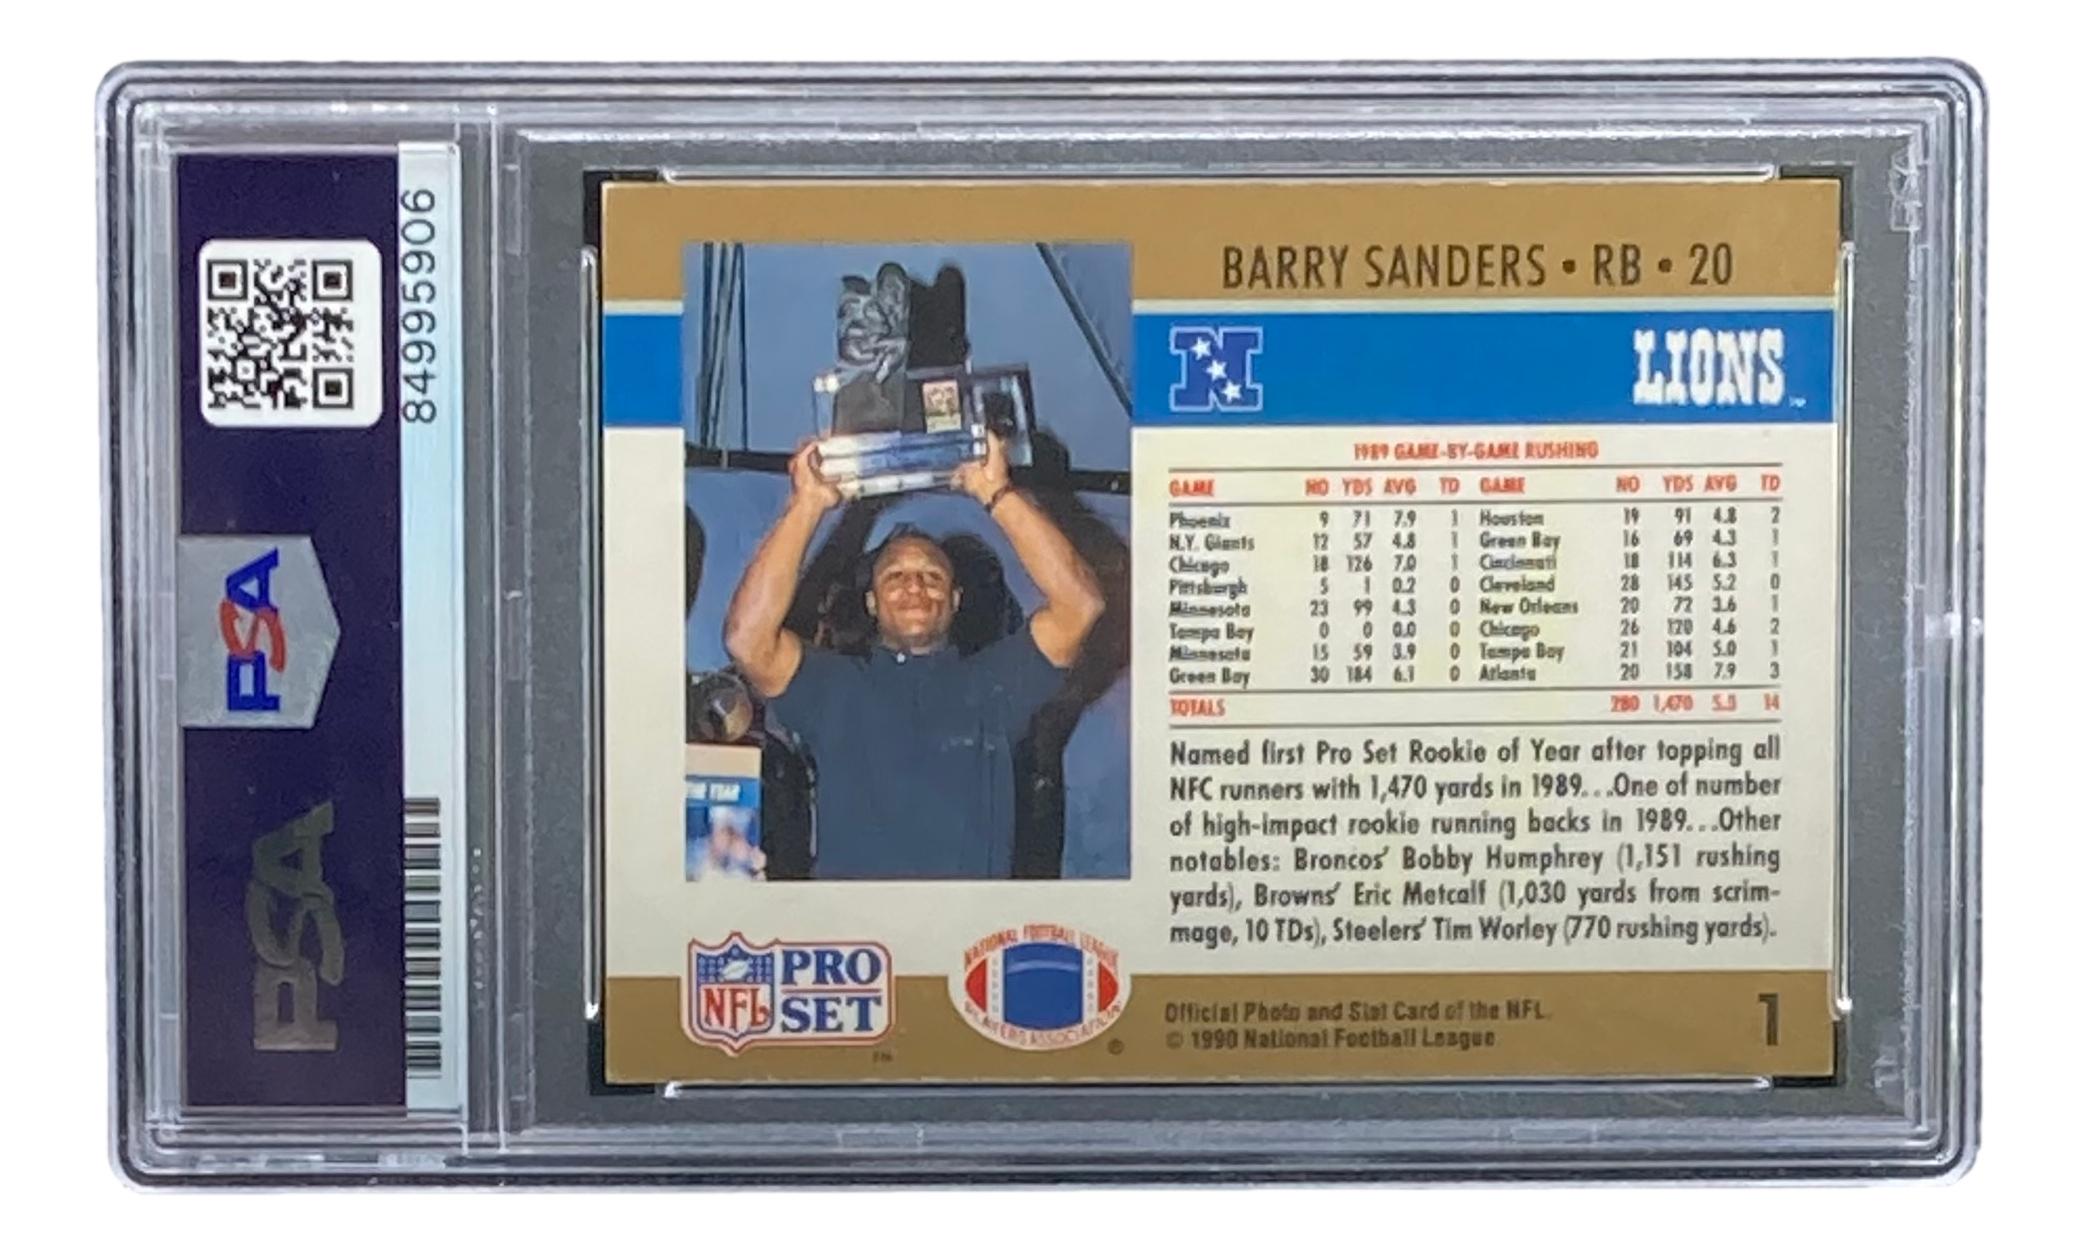 84995906
PSA
PSA
BARRY SANDERS • RB • 20
N
LIONS
1989 GAME-BY-GAME RUSHING
GAME NO YDS AVG TD GAME NO YDS AVG TD
Phoenix 9 71 7.9 1 Houston 19 91 4.8 2
N.Y. Giants 12 57 4.8 1 Green Bay 16 69 4.3 1
Chicago 18 126 7.0 1 Cincinnati 18 114 6.3 1
Pittsburgh 5 1 0.2 0 Cleveland 28 145 5.2 0
Minnesota 23 99 4.3 0 New Orleans 20 72 3.6 1
Tampa Bay 0 0 0.0 0 Chicago 26 120 4.6 2
Minnesota 15 59 3.9 0 Tampa Bay 21 104 5.0 1
Green Bay 30 184 6.1 0 Atlanta 20 158 7.9 3
TOTALS 280 1,470 5.3 14
Named first Pro Set Rookie of Year after topping all
NFC runners with 1,470 yards in 1989...One of number
of high-impact rookie running backs in 1989...Other
notables: Broncos' Bobby Humphrey (1,151 rushing
yards), Browns' Eric Metcalf (1,030 yards from scrim-
mage, 10 TDs), Steelers' Tim Worley (770 rushing yards).
THE YEAR
NFL PRO SET TM
NATIONAL FOOTBALL LEAGUE
PLAYERS ASSOCIATION ®
Official Photo and Stat Card of the NFL.
© 1990 National Football League
1